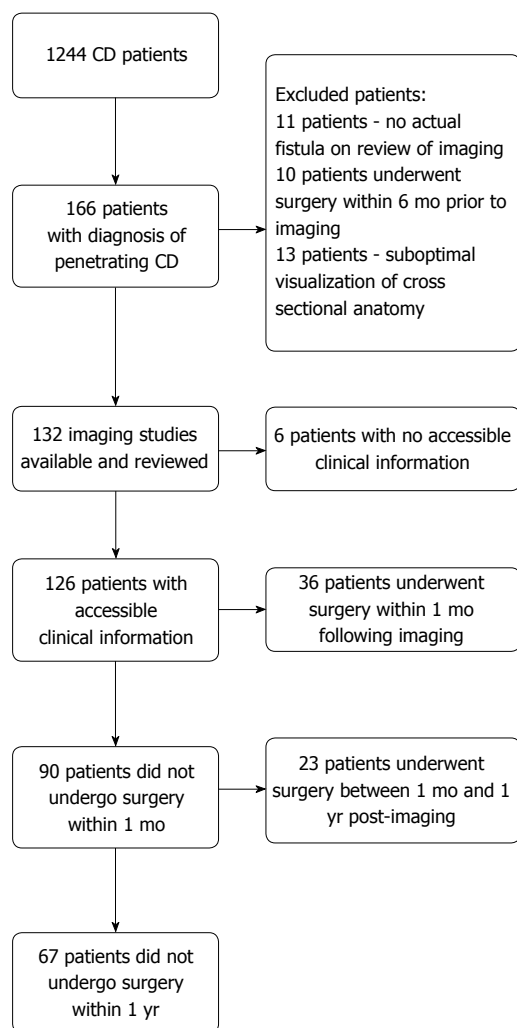 1244 CD patients
Excluded patients:
11 patients - no actual
fistula on review of imaging
10 patients underwent
surgery within 6 mo prior to
imaging
13 patients - suboptimal
visualization of cross
sectional anatomy
166 patients
with diagnosis of
penetrating CD
132 imaging studies
available and reviewed
6 patients with no accessible
clinical information
126 patients with
accessible
clinical information
36 patients underwent
surgery within 1 mo
following imaging
90 patients did not
undergo surgery
within 1 mo
23 patients underwent
surgery between 1 mo and 1
yr post-imaging
67 patients did not
undergo surgery
within 1 yr